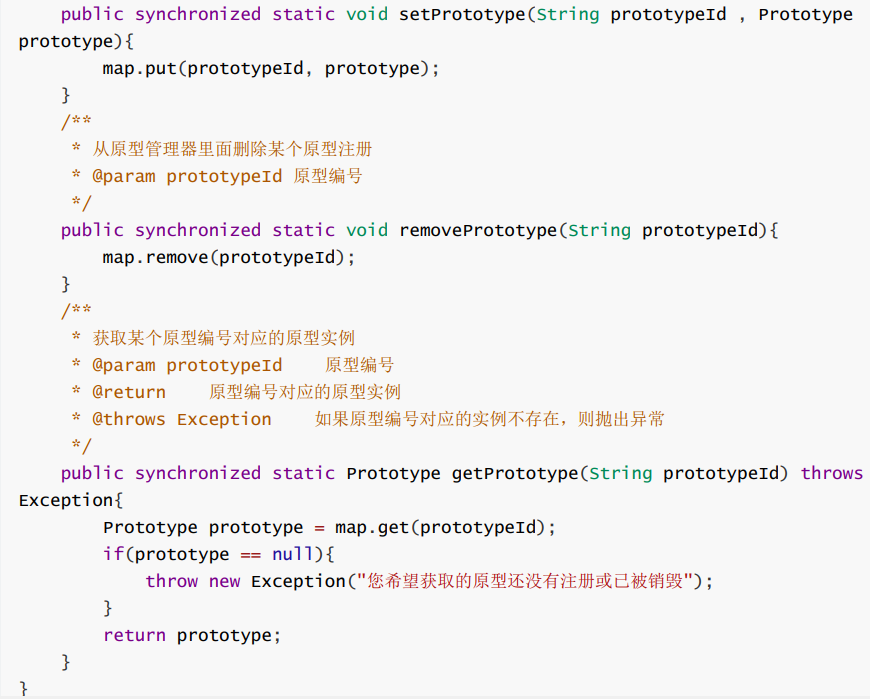 public synchronized static void setPrototype(String prototypeId , Prototype
prototype){
        map.put(prototypeId, prototype);
    }
    /**
     * 从原型管理器里面删除某个原型注册
     * @param prototypeId 原型编号
     */
    public synchronized static void removePrototype(String prototypeId){
        map.remove(prototypeId);
    }
    /**
     * 获取某个原型编号对应的原型实例
     * @param prototypeId    原型编号
     * @return    原型编号对应的原型实例
     * @throws Exception    如果原型编号对应的实例不存在，则抛出异常
     */
    public synchronized static Prototype getPrototype(String prototypeId) throws
Exception{
        Prototype prototype = map.get(prototypeId);
        if(prototype == null){
            throw new Exception("您希望获取的原型还没有注册或已被销毁");
        }
        return prototype;
    }
}